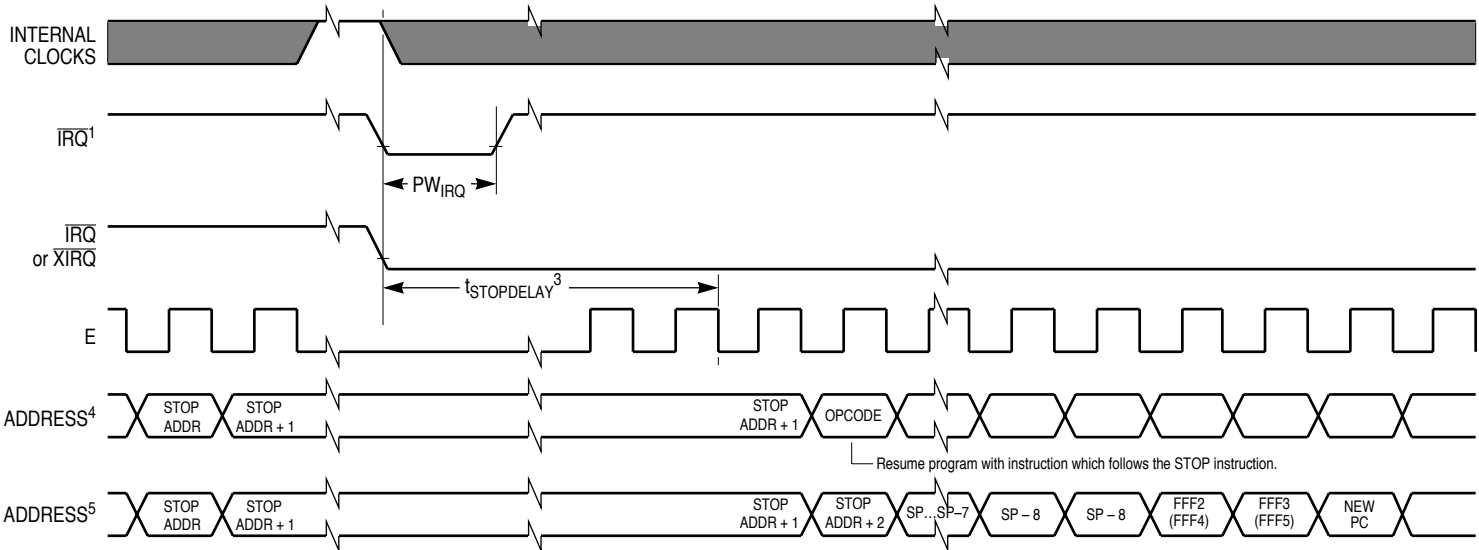 INTERNAL
CLOCKS
IRQ1
PWIRQ
IRQ
or XIRQ
tSTOPDELAY3
E
ADDRESS4
STOP
ADDR
STOP
ADDR + 1
STOP
ADDR + 1
OPCODE
Resume program with instruction which follows the STOP instruction.
ADDRESS5
STOP
ADDR
STOP
ADDR + 1
STOP
ADDR + 1
STOP
ADDR + 2
SP…SP–7
SP – 8
SP – 8
FFF2
(FFF4)
FFF3
(FFF5)
NEW
PC